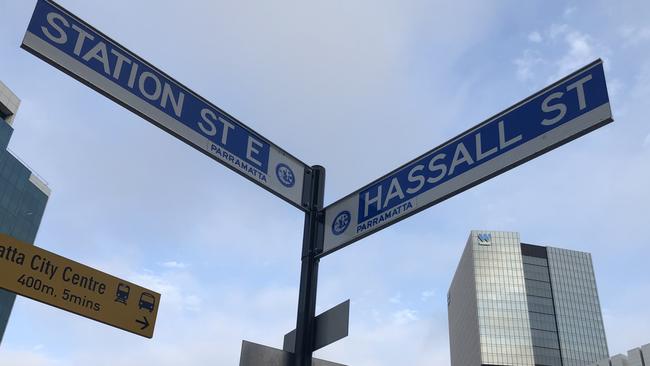 STATION ST E
PARRAMATTA
HASSALL ST
PARRAMATTA
atta City Centre
400m. 5mins
W